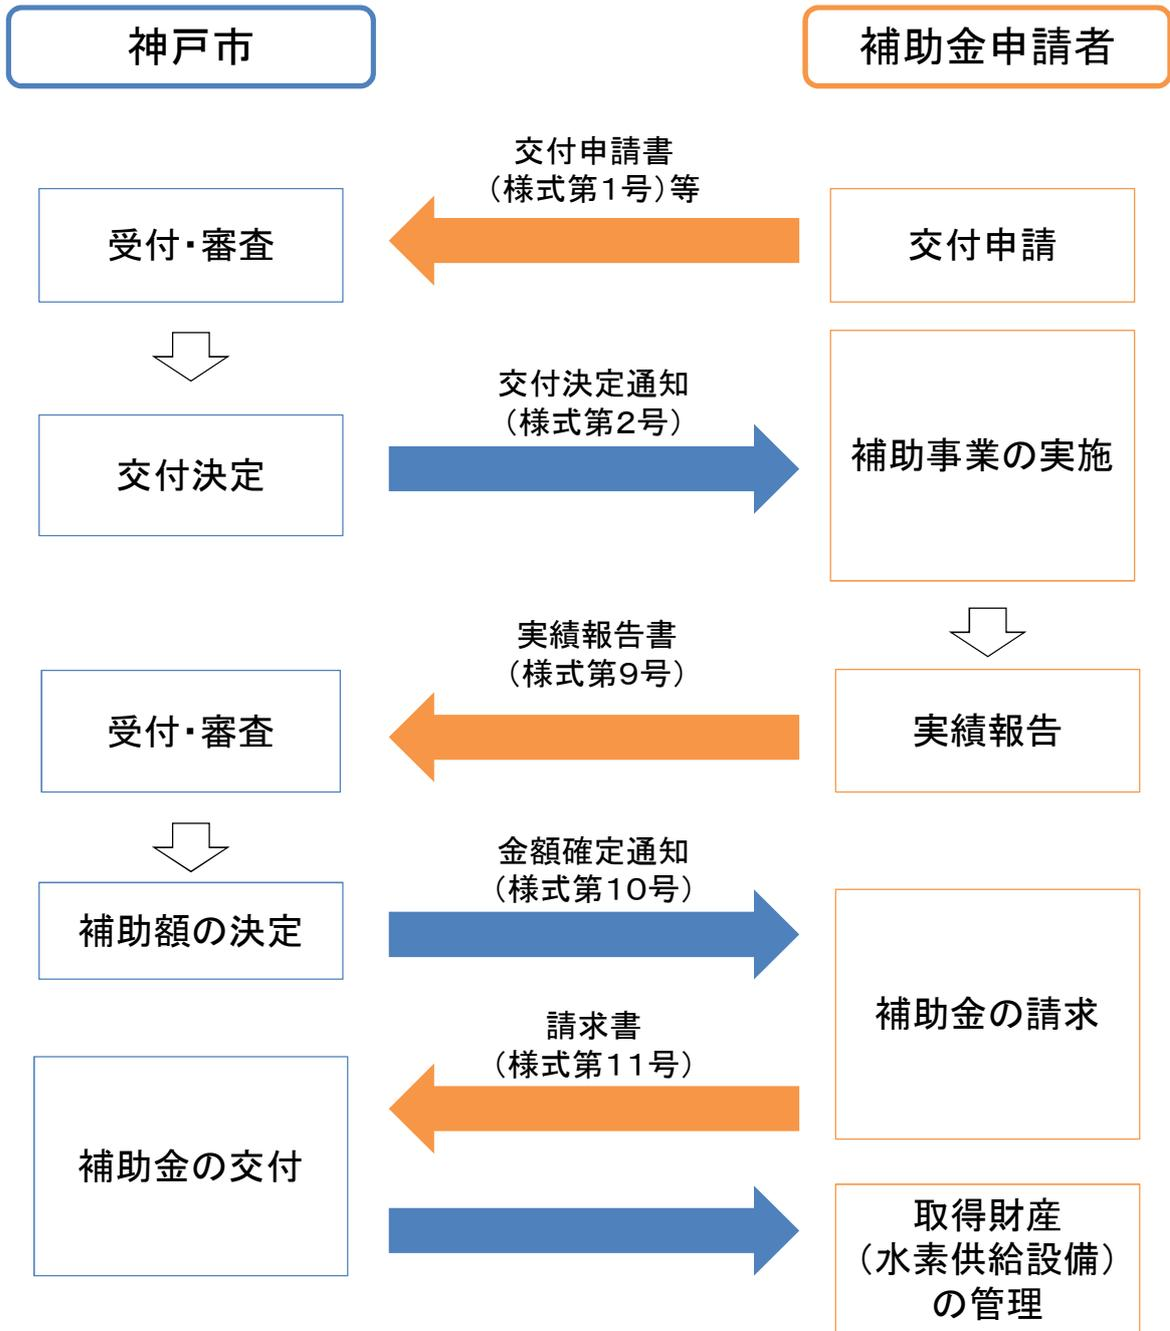 神戸市
補助金申請者
交付申請書
（様式第１号）等
受付・審査
交付申請
交付決定通知
（様式第２号）
交付決定
補助事業の実施
実績報告書
（様式第９号）
受付・審査
実績報告
金額確定通知
（様式第１０号）
補助額の決定
補助金の請求
請求書
（様式第１１号）
補助金の交付
取得財産
（水素供給設備）
の管理